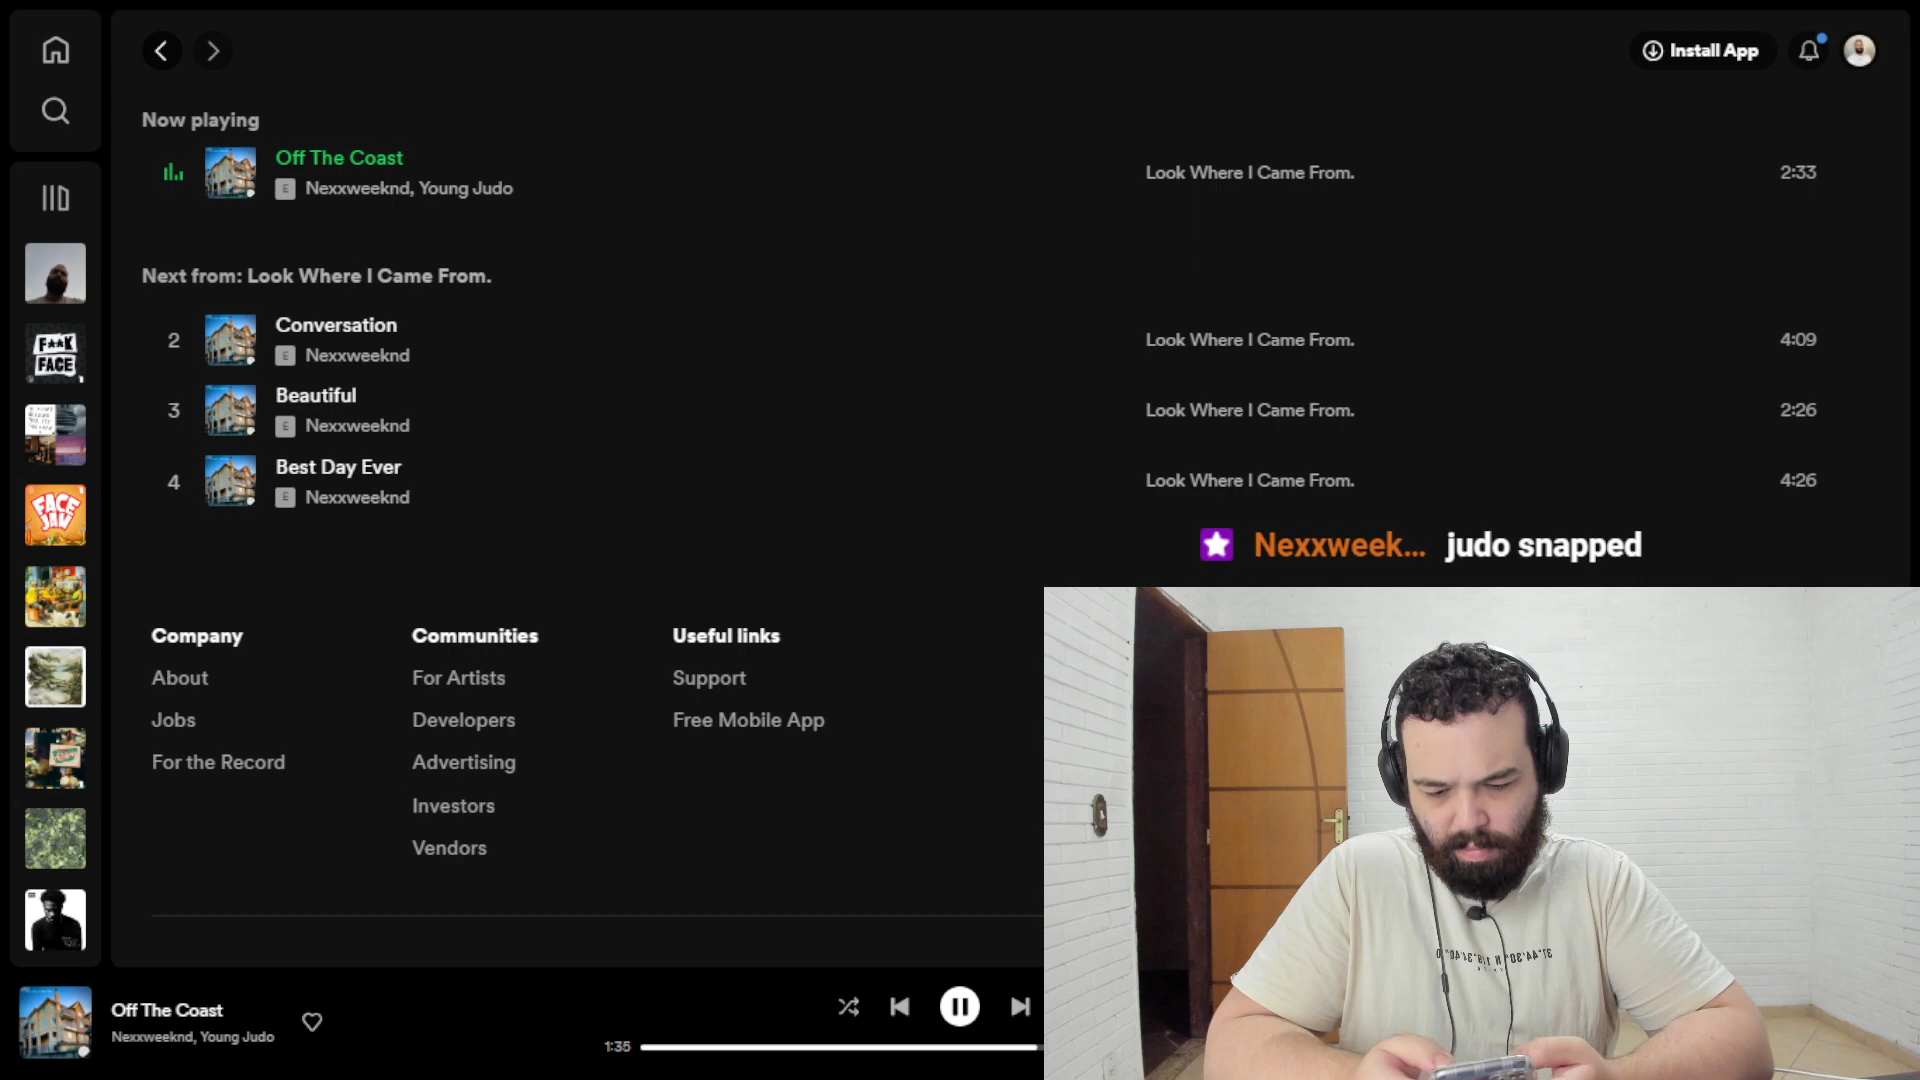 Install App
Now playing
Off The Coast
E Nexxweeknd, Young Judo
Look Where I Came From.
2:33
Next from: Look Where I Came From.
2
Conversation
E Nexxweeknd
Look Where I Came From.
4:09
3
Beautiful
E Nexxweeknd
Look Where I Came From.
2:26
4
Best Day Ever
E Nexxweeknd
Look Where I Came From.
4:26
Nexxweek... judo snapped
Company
About
Jobs
For the Record
Communities
For Artists
Developers
Advertising
Investors
Vendors
Useful links
Support
Free Mobile App
F**K
FACE
FACE
JAM
Off The Coast
Nexxweeknd, Young Judo
1:35